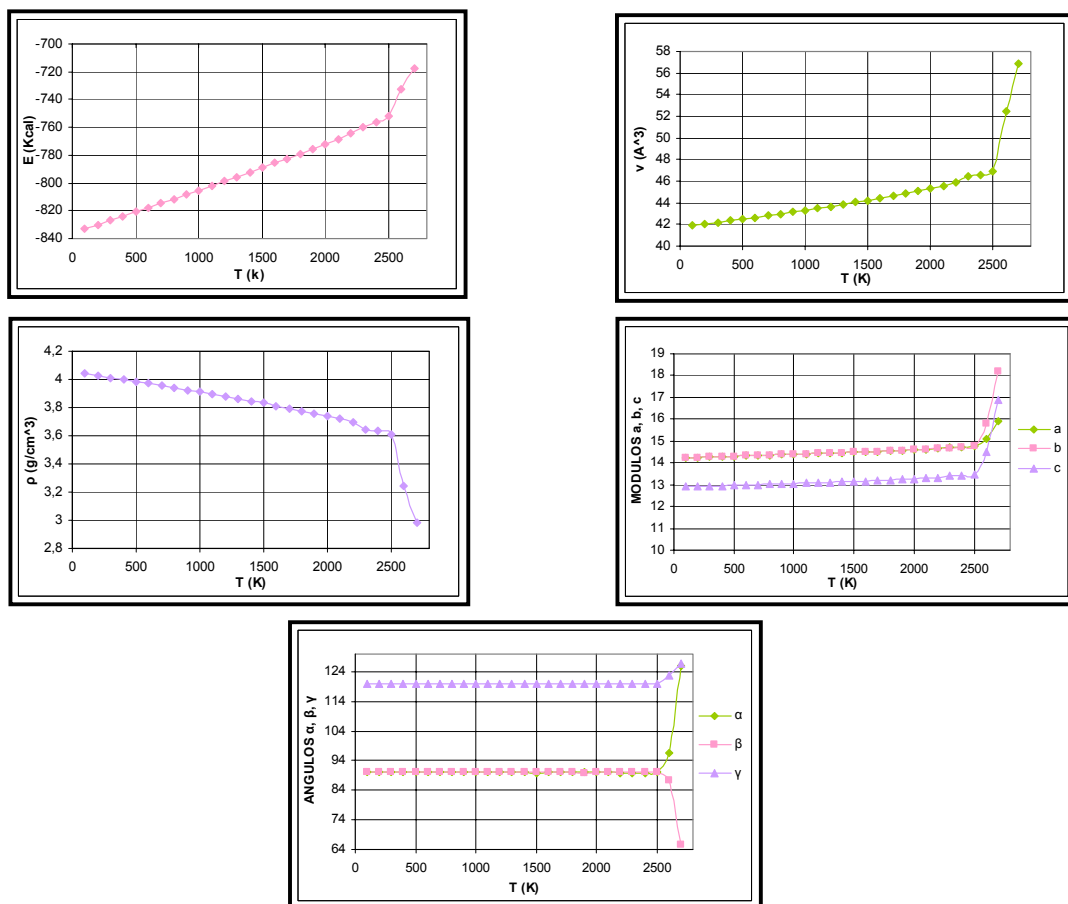 -700
-720
-740
-760
-780
-800
-820
-840
E (Kcal)
0 500 1000 1500 2000 2500
T (k)
58
56
54
52
50
48
46
44
42
40
v (A^3)
0 500 1000 1500 2000 2500
T (K)
4,2
4
3,8
3,6
3,4
3,2
3
2,8
ρ (g/cm^3)
0 500 1000 1500 2000 2500
T (K)
19
18
17
16
15
14
13
12
11
10
MODULOS a, b, c
0 500 1000 1500 2000 2500
T (K)
a
b
c
124
114
104
94
84
74
64
ANGULOS α, β, γ
0 500 1000 1500 2000 2500
T (K)
α
β
γ